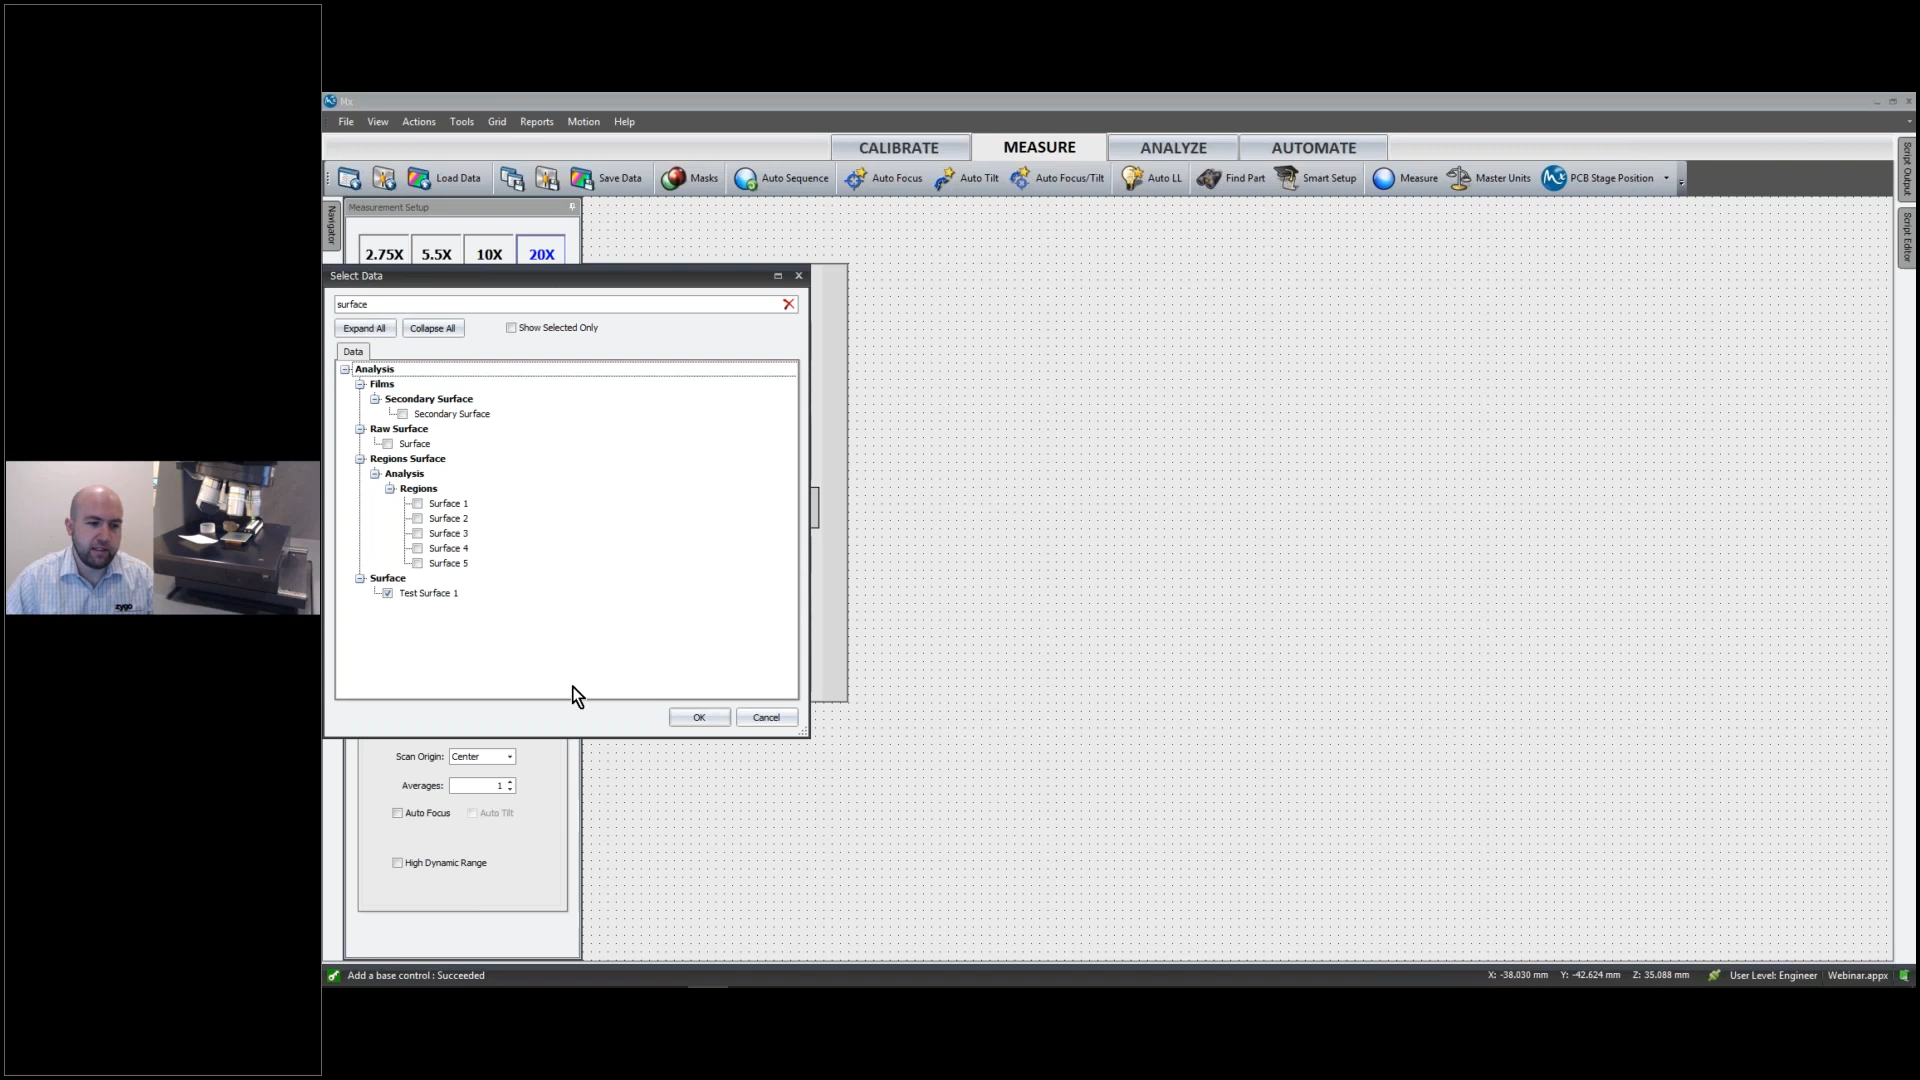 Mx
File View Actions Tools Grid Reports Motion Help
CALIBRATE MEASURE ANALYZE AUTOMATE
Load Data Save Data Masks Auto Sequence Auto Focus Auto Tilt Auto Focus/Tilt Auto LL Find Part Smart Setup Measure Master Units PCB Stage Position
Script Output
Script Editor
Navigator
Measurement Setup
2.75X 5.5X 10X 20X
Select Data
surface
Expand All Collapse All Show Selected Only
Data
Analysis
Films
Secondary Surface
Secondary Surface
Raw Surface
Surface
Regions Surface
Analysis
Regions
Surface 1
Surface 2
Surface 3
Surface 4
Surface 5
Surface
Test Surface 1
OK Cancel
zygo
Scan Origin: Center
Averages: 1
Auto Focus Auto Tilt
High Dynamic Range
Add a base control : Succeeded
X: -38.030 mm Y: -42.624 mm Z: 35.088 mm User Level: Engineer Webinar.appx